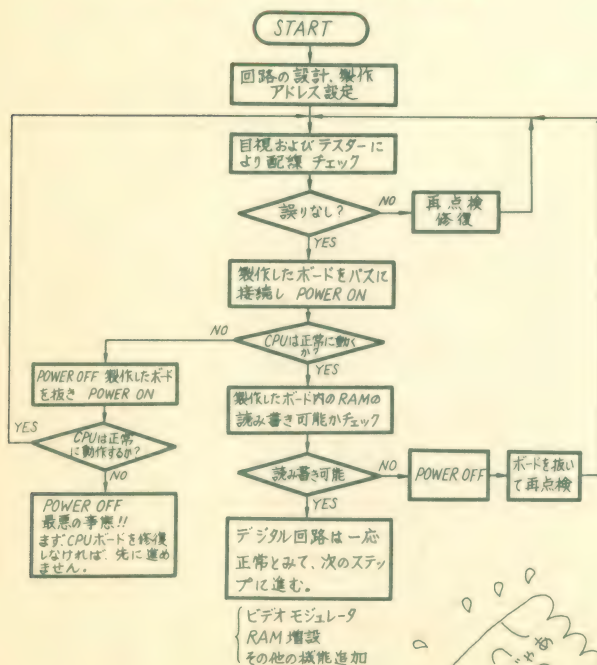 START
回路の設計、製作
アドレス設定
目視およびテスターに
より配線 チェック
誤りなし?
NO
再点検
修復
YES
製作したボードをバスに
接続し POWER ON
NO
CPUは正常に動く
か?
YES
POWER OFF 製作したボード
を抜き POWER ON
製作したボード内のRAMの
読み書き可能かチェック
YES
CPUは正常
に動作するか?
NO
読み書き可能
NO
POWER OFF
ボードを抜い
て再点検
YES
POWER OFF
最悪の事態!!
まずCPUボードを修復
しなければ、先に進め
ません。
デジタル回路は一応
正常とみて、次のステッ
プに進む。
ビデオモジュレータ
RAM増設
その他の機能追加